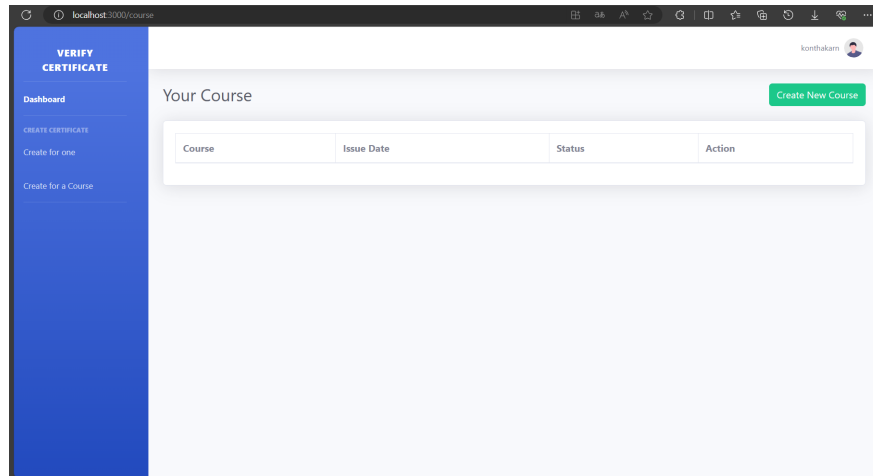 localhost:3000/course
VERIFY
CERTIFICATE
konthakarn
Dashboard
Your Course
Create New Course
CREATE CERTIFICATE
Create for one
Course Issue Date Status Action
Create for a Course